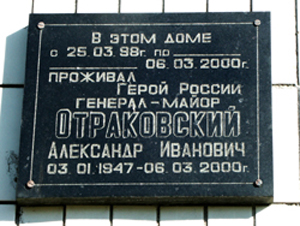 В ЭТОМ ДОМЕ
с 25.03.98г. по
06.03.2000г.
ПРОЖИВАЛ
ГЕРОЙ РОССИИ
ГЕНЕРАЛ-МАЙОР
ОТРАКОВСКИЙ
АЛЕКСАНДР ИВАНОВИЧ
03.01.1947-06.03.2000г.